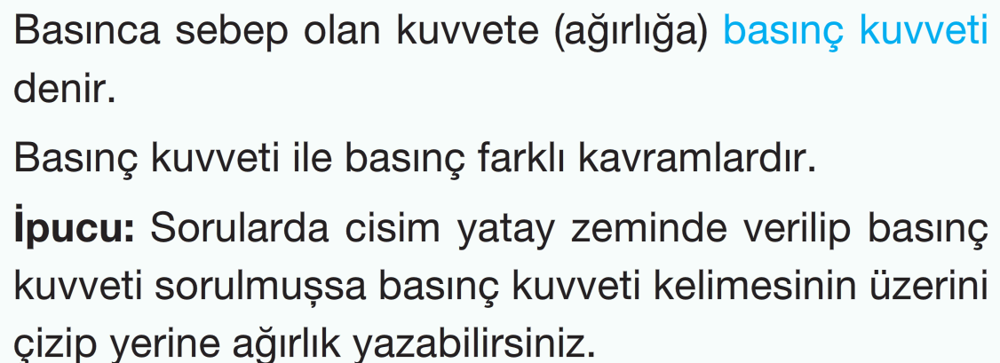 Basınca sebep olan kuvvete (ağırlığa) basınç kuvveti
denir.
Basınç kuvveti ile basınç farklı kavramlardır.
İpucu: Sorularda cisim yatay zeminde verilip basınç
kuvveti sorulmuşsa basınç kuvveti kelimesinin üzerini
çizip yerine ağırlık yazabilirsiniz.